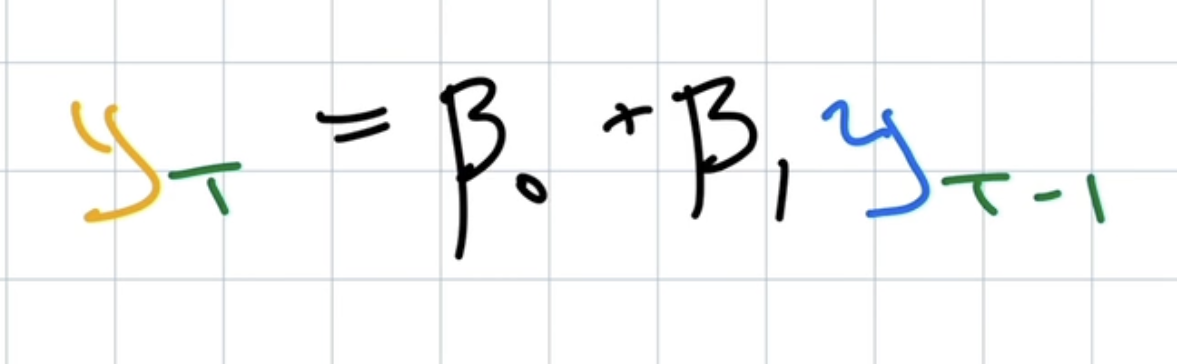 y_T = β_0 + β_1 y_{T-1}